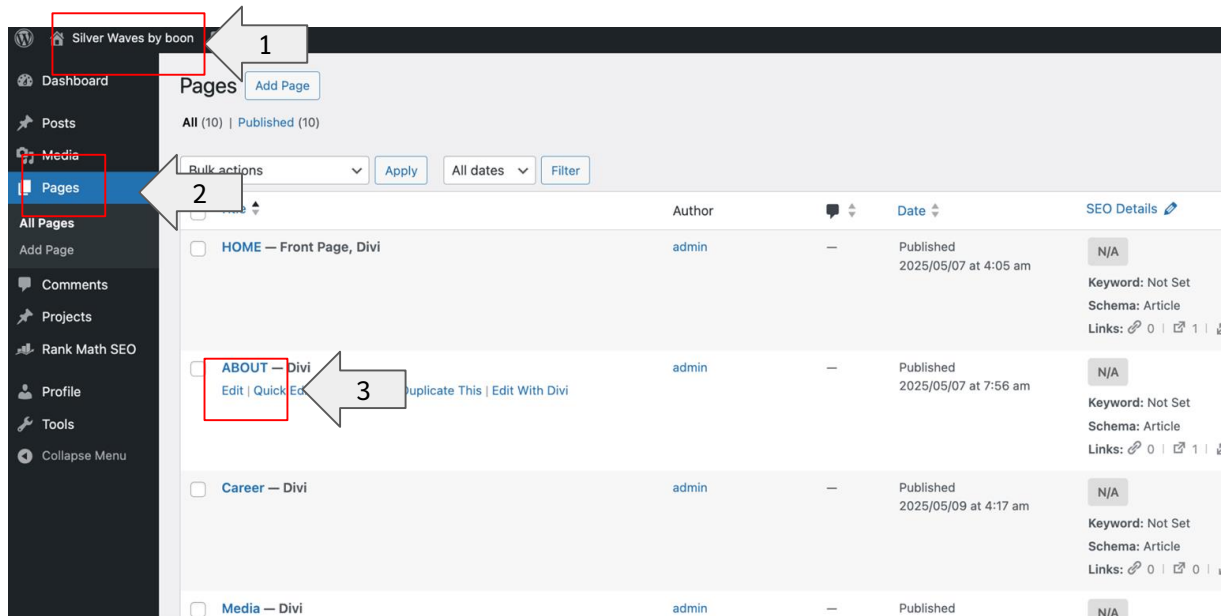 Silver Waves by boon
1
Dashboard
Pages
Add Page
Posts
All (10) | Published (10)
Media
Bulk actions
Apply
All dates
Filter
Pages
2
Author
Date
SEO Details
All Pages
Add Page
HOME — Front Page, Divi
admin
—
Published
2025/05/07 at 4:05 am
N/A
Keyword: Not Set
Schema: Article
Links: 0 | 1 |
Comments
Projects
Rank Math SEO
Profile
Tools
Collapse Menu
ABOUT — Divi
Edit | Quick
3
Duplicate This | Edit With Divi
admin
—
Published
2025/05/07 at 7:56 am
N/A
Keyword: Not Set
Schema: Article
Links: 0 | 1 |
Career — Divi
admin
—
Published
2025/05/09 at 4:17 am
N/A
Keyword: Not Set
Schema: Article
Links: 0 | 0 |
Media — Divi
admin
—
Published
N/A